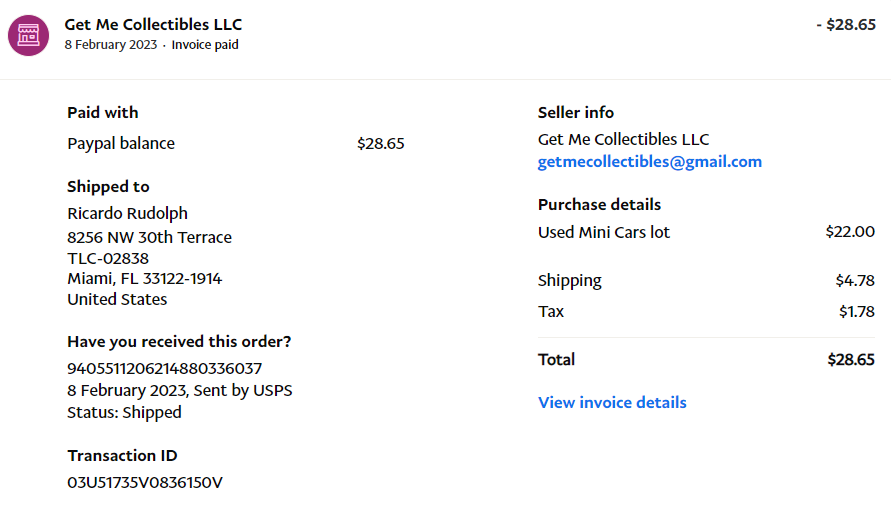 Get Me Collectibles LLC
- $28.65
8 February 2023 · Invoice paid
Paid with
Paypal balance $28.65
Shipped to
Ricardo Rudolph
8256 NW 30th Terrace
TLC-02838
Miami, FL 33122-1914
United States
Have you received this order?
9405511206214880336037
8 February 2023, Sent by USPS
Status: Shipped
Transaction ID
03U51735V0836150V
Seller info
Get Me Collectibles LLC
getmecollectibles@gmail.com
Purchase details
Used Mini Cars lot $22.00
Shipping $4.78
Tax $1.78
Total $28.65
View invoice details